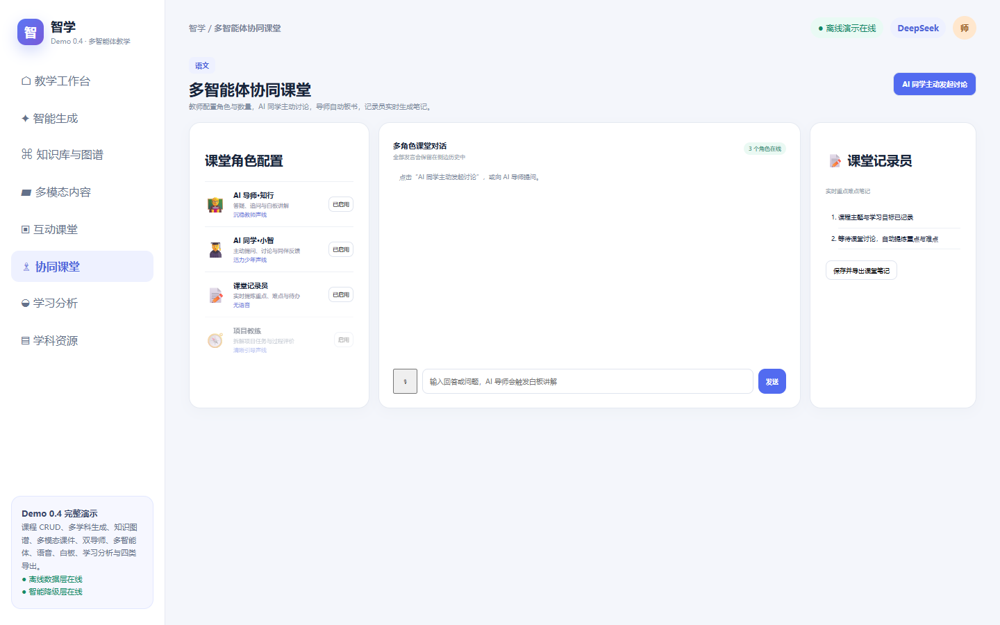 智
智学
Demo 0.4 · 多智能体教学
教学工作台
智能生成
知识库与图谱
多模态内容
互动课堂
协同课堂
学习分析
学科资源
Demo 0.4 完整演示
课程 CRUD、多学科生成、知识图
谱、多模态课件、双导师、多智能
体、语音、白板、学习分析与四类
导出。
● 离线数据层在线
● 智能降级层在线
智学 / 多智能体协同课堂
● 离线演示在线
DeepSeek
师
语文
多智能体协同课堂
教师配置角色与数量，AI 同学主动讨论，导师自动板书，记录员实时生成笔记。
AI 同学主动发起讨论
课堂角色配置
AI 导师·知行
答疑、追问与白板讲解
沉稳教师声线
已启用
AI 同学·小智
主动提问、讨论与同伴反馈
活力少年声线
已启用
课堂记录员
实时提炼重点、难点与待办
无语音
已启用
项目教练
拆解项目任务与过程评价
清晰引导声线
启用
多角色课堂对话
全部发言会保留在侧边历史中
3 个角色在线
点击“AI 同学主动发起讨论”，或向 AI 导师提问。
输入回答或问题，AI 导师会触发白板讲解
发送
课堂记录员
实时重点难点笔记
1. 课程主题与学习目标已记录
2. 等待课堂讨论，自动提炼重点与难点
保存并导出课堂笔记